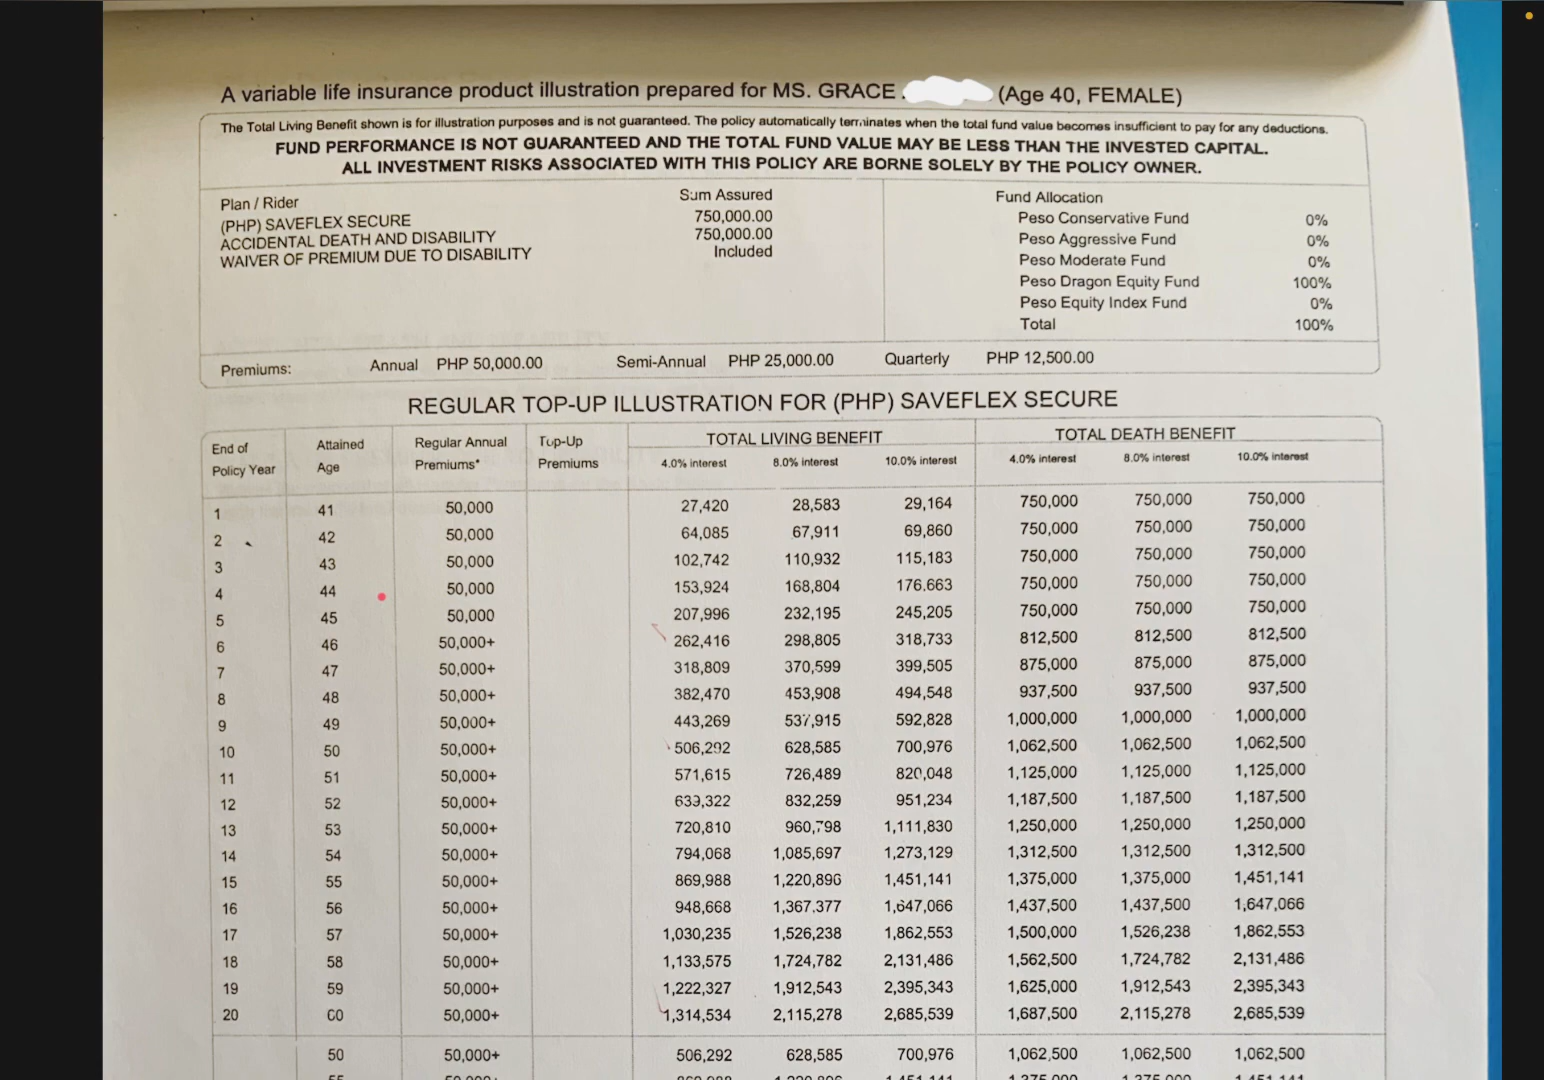 A variable life insurance product illustration prepared for MS. GRACE (Age 40, FEMALE)
The Total Living Benefit shown is for illustration purposes and is not guaranteed. The policy automatically terminates when the total fund value becomes insufficient to pay for any deductions.
FUND PERFORMANCE IS NOT GUARANTEED AND THE TOTAL FUND VALUE MAY BE LESS THAN THE INVESTED CAPITAL.
ALL INVESTMENT RISKS ASSOCIATED WITH THIS POLICY ARE BORNE SOLELY BY THE POLICY OWNER.
Plan / Rider Sum Assured
(PHP) SAVEFLEX SECURE 750,000.00
ACCIDENTAL DEATH AND DISABILITY 750,000.00
WAIVER OF PREMIUM DUE TO DISABILITY Included
Fund Allocation
Peso Conservative Fund 0%
Peso Aggressive Fund 0%
Peso Moderate Fund 0%
Peso Dragon Equity Fund 100%
Peso Equity Index Fund 0%
Total 100%
Premiums: Annual PHP 50,000.00 Semi-Annual PHP 25,000.00 Quarterly PHP 12,500.00
REGULAR TOP-UP ILLUSTRATION FOR (PHP) SAVEFLEX SECURE
End of Attained Regular Annual Top-Up TOTAL LIVING BENEFIT TOTAL DEATH BENEFIT
Policy Year Age Premiums* Premiums 4.0% interest 8.0% interest 10.0% interest 4.0% interest 8.0% interest 10.0% interest
1 41 50,000 27,420 28,583 29,164 750,000 750,000 750,000
2 42 50,000 64,085 67,911 69,860 750,000 750,000 750,000
3 43 50,000 102,742 110,932 115,183 750,000 750,000 750,000
4 44 50,000 153,924 168,804 176.663 750,000 750,000 750,000
5 45 50,000 207,996 232,195 245,205 750,000 750,000 750,000
6 46 50,000+ 262,416 298,805 318,733 812,500 812,500 812,500
7 47 50,000+ 318,809 370,599 399,505 875,000 875,000 875,000
8 48 50,000+ 382,470 453,908 494,548 937,500 937,500 937,500
9 49 50,000+ 443,269 537,915 592,828 1,000,000 1,000,000 1,000,000
10 50 50,000+ 506,292 628,585 700,976 1,062,500 1,062,500 1,062,500
11 51 50,000+ 571,615 726,489 820,048 1,125,000 1,125,000 1,125,000
12 52 50,000+ 639,322 832,259 951,234 1,187,500 1,187,500 1,187,500
13 53 50,000+ 720,810 960,798 1,111,830 1,250,000 1,250,000 1,250,000
14 54 50,000+ 794,068 1,085,697 1,273,129 1,312,500 1,312,500 1,312,500
15 55 50,000+ 869,988 1,220,896 1,451,141 1,375,000 1,375,000 1,451,141
16 56 50,000+ 948,668 1,367,377 1,647,066 1,437,500 1,437,500 1,647,066
17 57 50,000+ 1,030,235 1,526,238 1,862,553 1,500,000 1,526,238 1,862,553
18 58 50,000+ 1,133,575 1,724,782 2,131,486 1,562,500 1,724,782 2,131,486
19 59 50,000+ 1,222,327 1,912,543 2,395,343 1,625,000 1,912,543 2,395,343
20 60 50,000+ 1,314,534 2,115,278 2,685,539 1,687,500 2,115,278 2,685,539
50 50,000+ 506,292 628,585 700,976 1,062,500 1,062,500 1,062,500